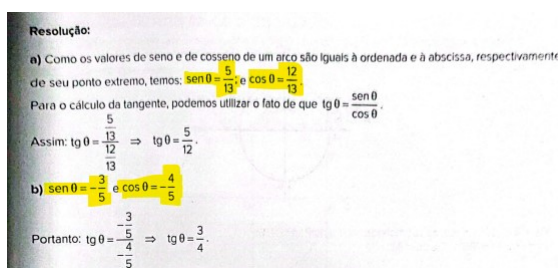 Resolução:
a) Como os valores de seno e de cosseno de um arco são iguais à ordenada e à abscissa, respectivamente
de seu ponto extremo, temos: sen θ = 5/13; e cos θ = 12/13.
Para o cálculo da tangente, podemos utilizar o fato de que tg θ = sen θ/cos θ.
Assim: tg θ = (5/13)/(12/13) ⇒ tg θ = 5/12.
b) sen θ = -3/5 e cos θ = -4/5
Portanto: tg θ = (-3/5)/(-4/5) ⇒ tg θ = 3/4.